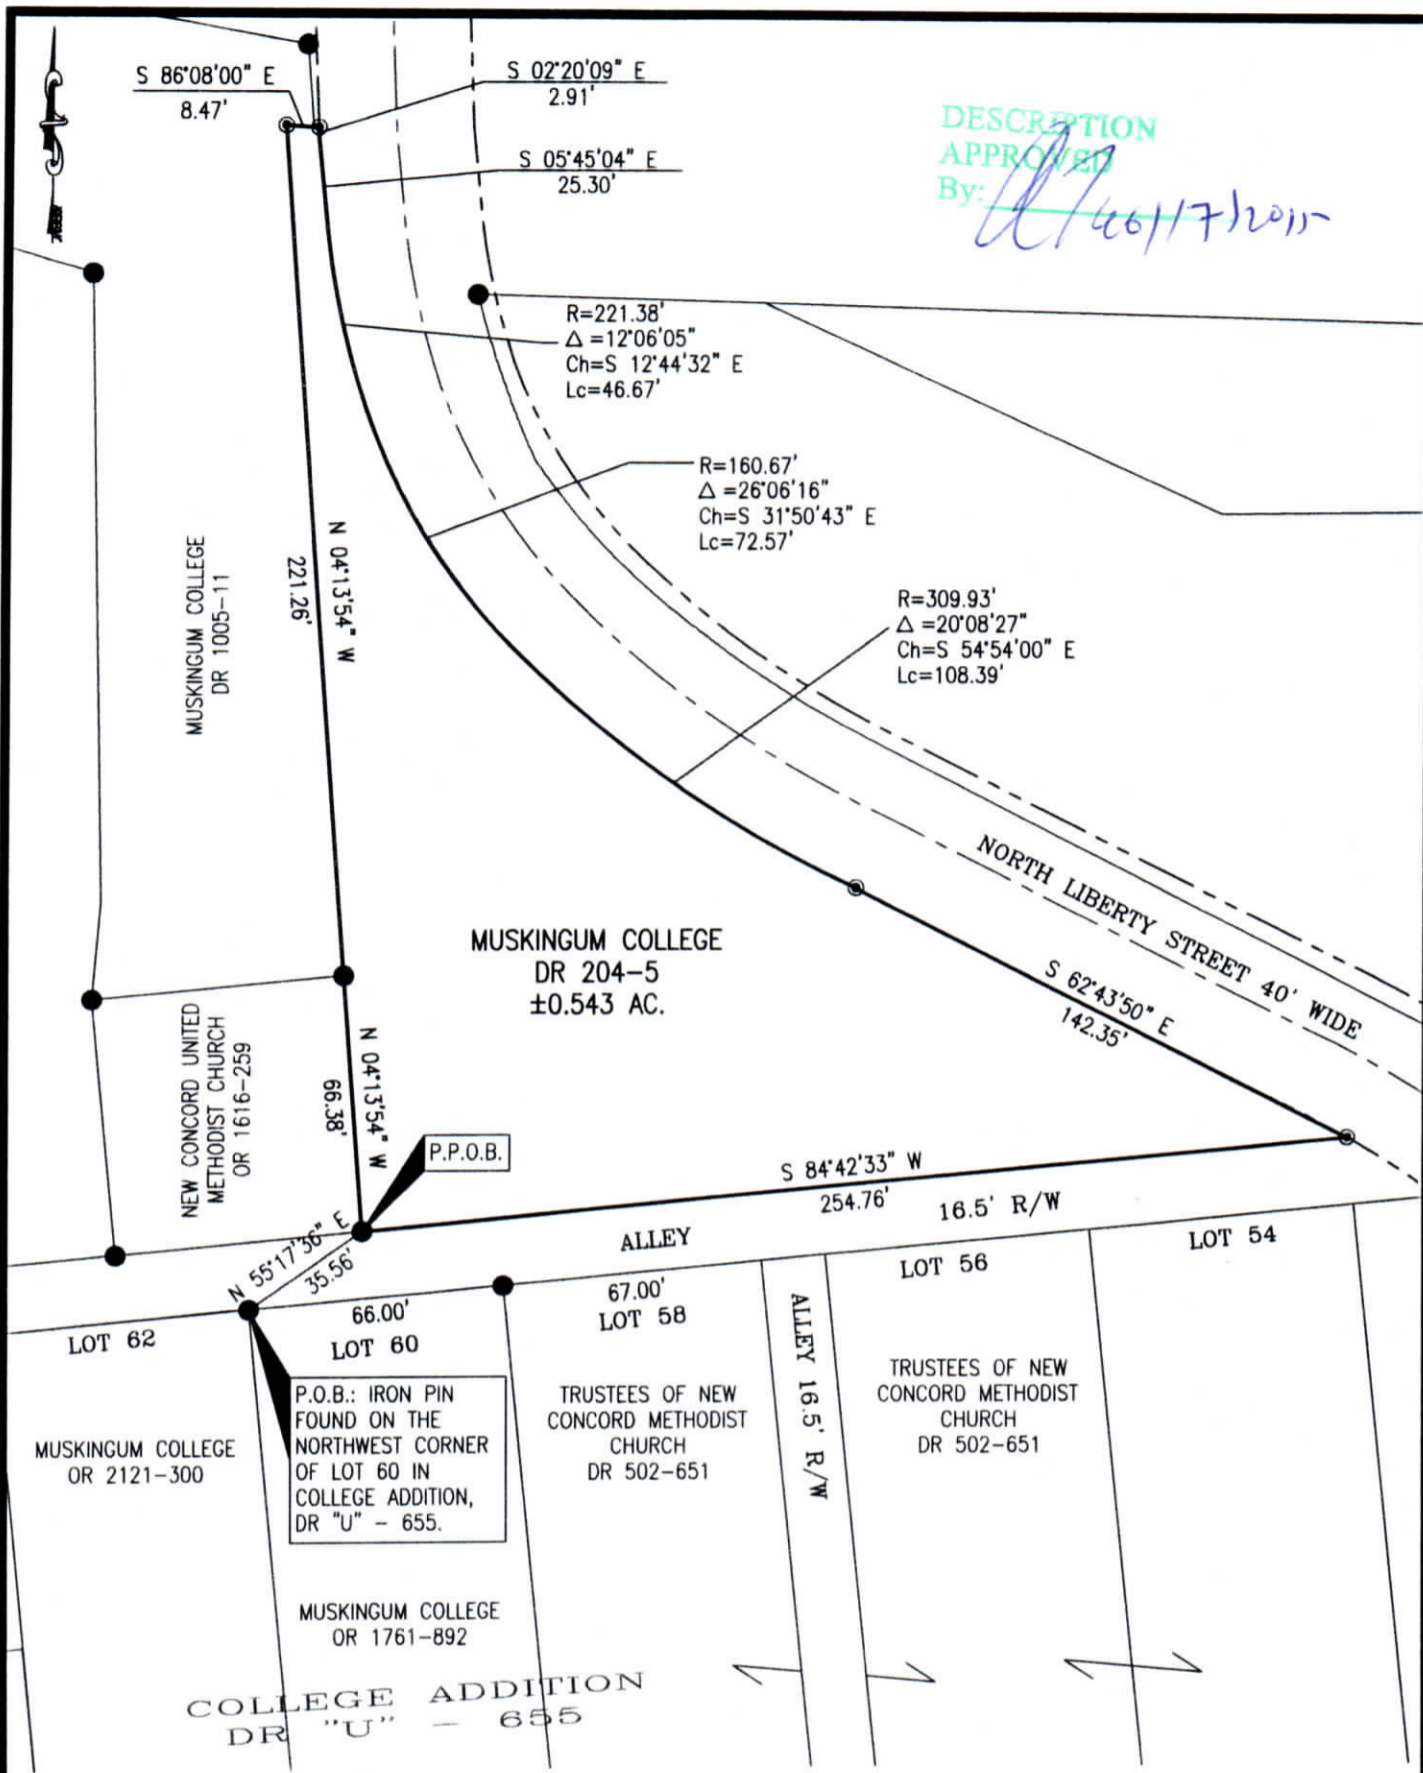 S 86°08'00" E
8.47'
S 02°20'09" E
2.91'
S 05°45'04" E
25.30'
DESCRIPTION
APPROVED
By:
R=221.38'
Δ =12°06'05"
Ch=S 12°44'32" E
Lc=46.67'
R=160.67'
Δ =26°06'16"
Ch=S 31°50'43" E
Lc=72.57'
R=309.93'
Δ =20°08'27"
Ch=S 54°54'00" E
Lc=108.39'
N 04°13'54" W
221.26'
MUSKINGUM COLLEGE
DR 1005-11
NORTH LIBERTY STREET 40' WIDE
MUSKINGUM COLLEGE
DR 204-5
±0.543 AC.
S 62°43'50" E
142.35'
NEW CONCORD UNITED
METHODIST CHURCH
OR 1616-259
N 04°13'54" W
66.38'
P.P.O.B.
S 84°42'33" W
254.76'
16.5' R/W
ALLEY
N 55°17'36" E
35.56'
66.00'
67.00'
LOT 62
LOT 60
LOT 58
LOT 56
LOT 54
ALLEY 16.5' R/W
P.O.B.: IRON PIN
FOUND ON THE
NORTHWEST CORNER
OF LOT 60 IN
COLLEGE ADDITION,
DR "U" - 655.
MUSKINGUM COLLEGE
OR 2121-300
TRUSTEES OF NEW
CONCORD METHODIST
CHURCH
DR 502-651
TRUSTEES OF NEW
CONCORD METHODIST
CHURCH
DR 502-651
MUSKINGUM COLLEGE
OR 1761-892
COLLEGE ADDITION
DR "U" - 655